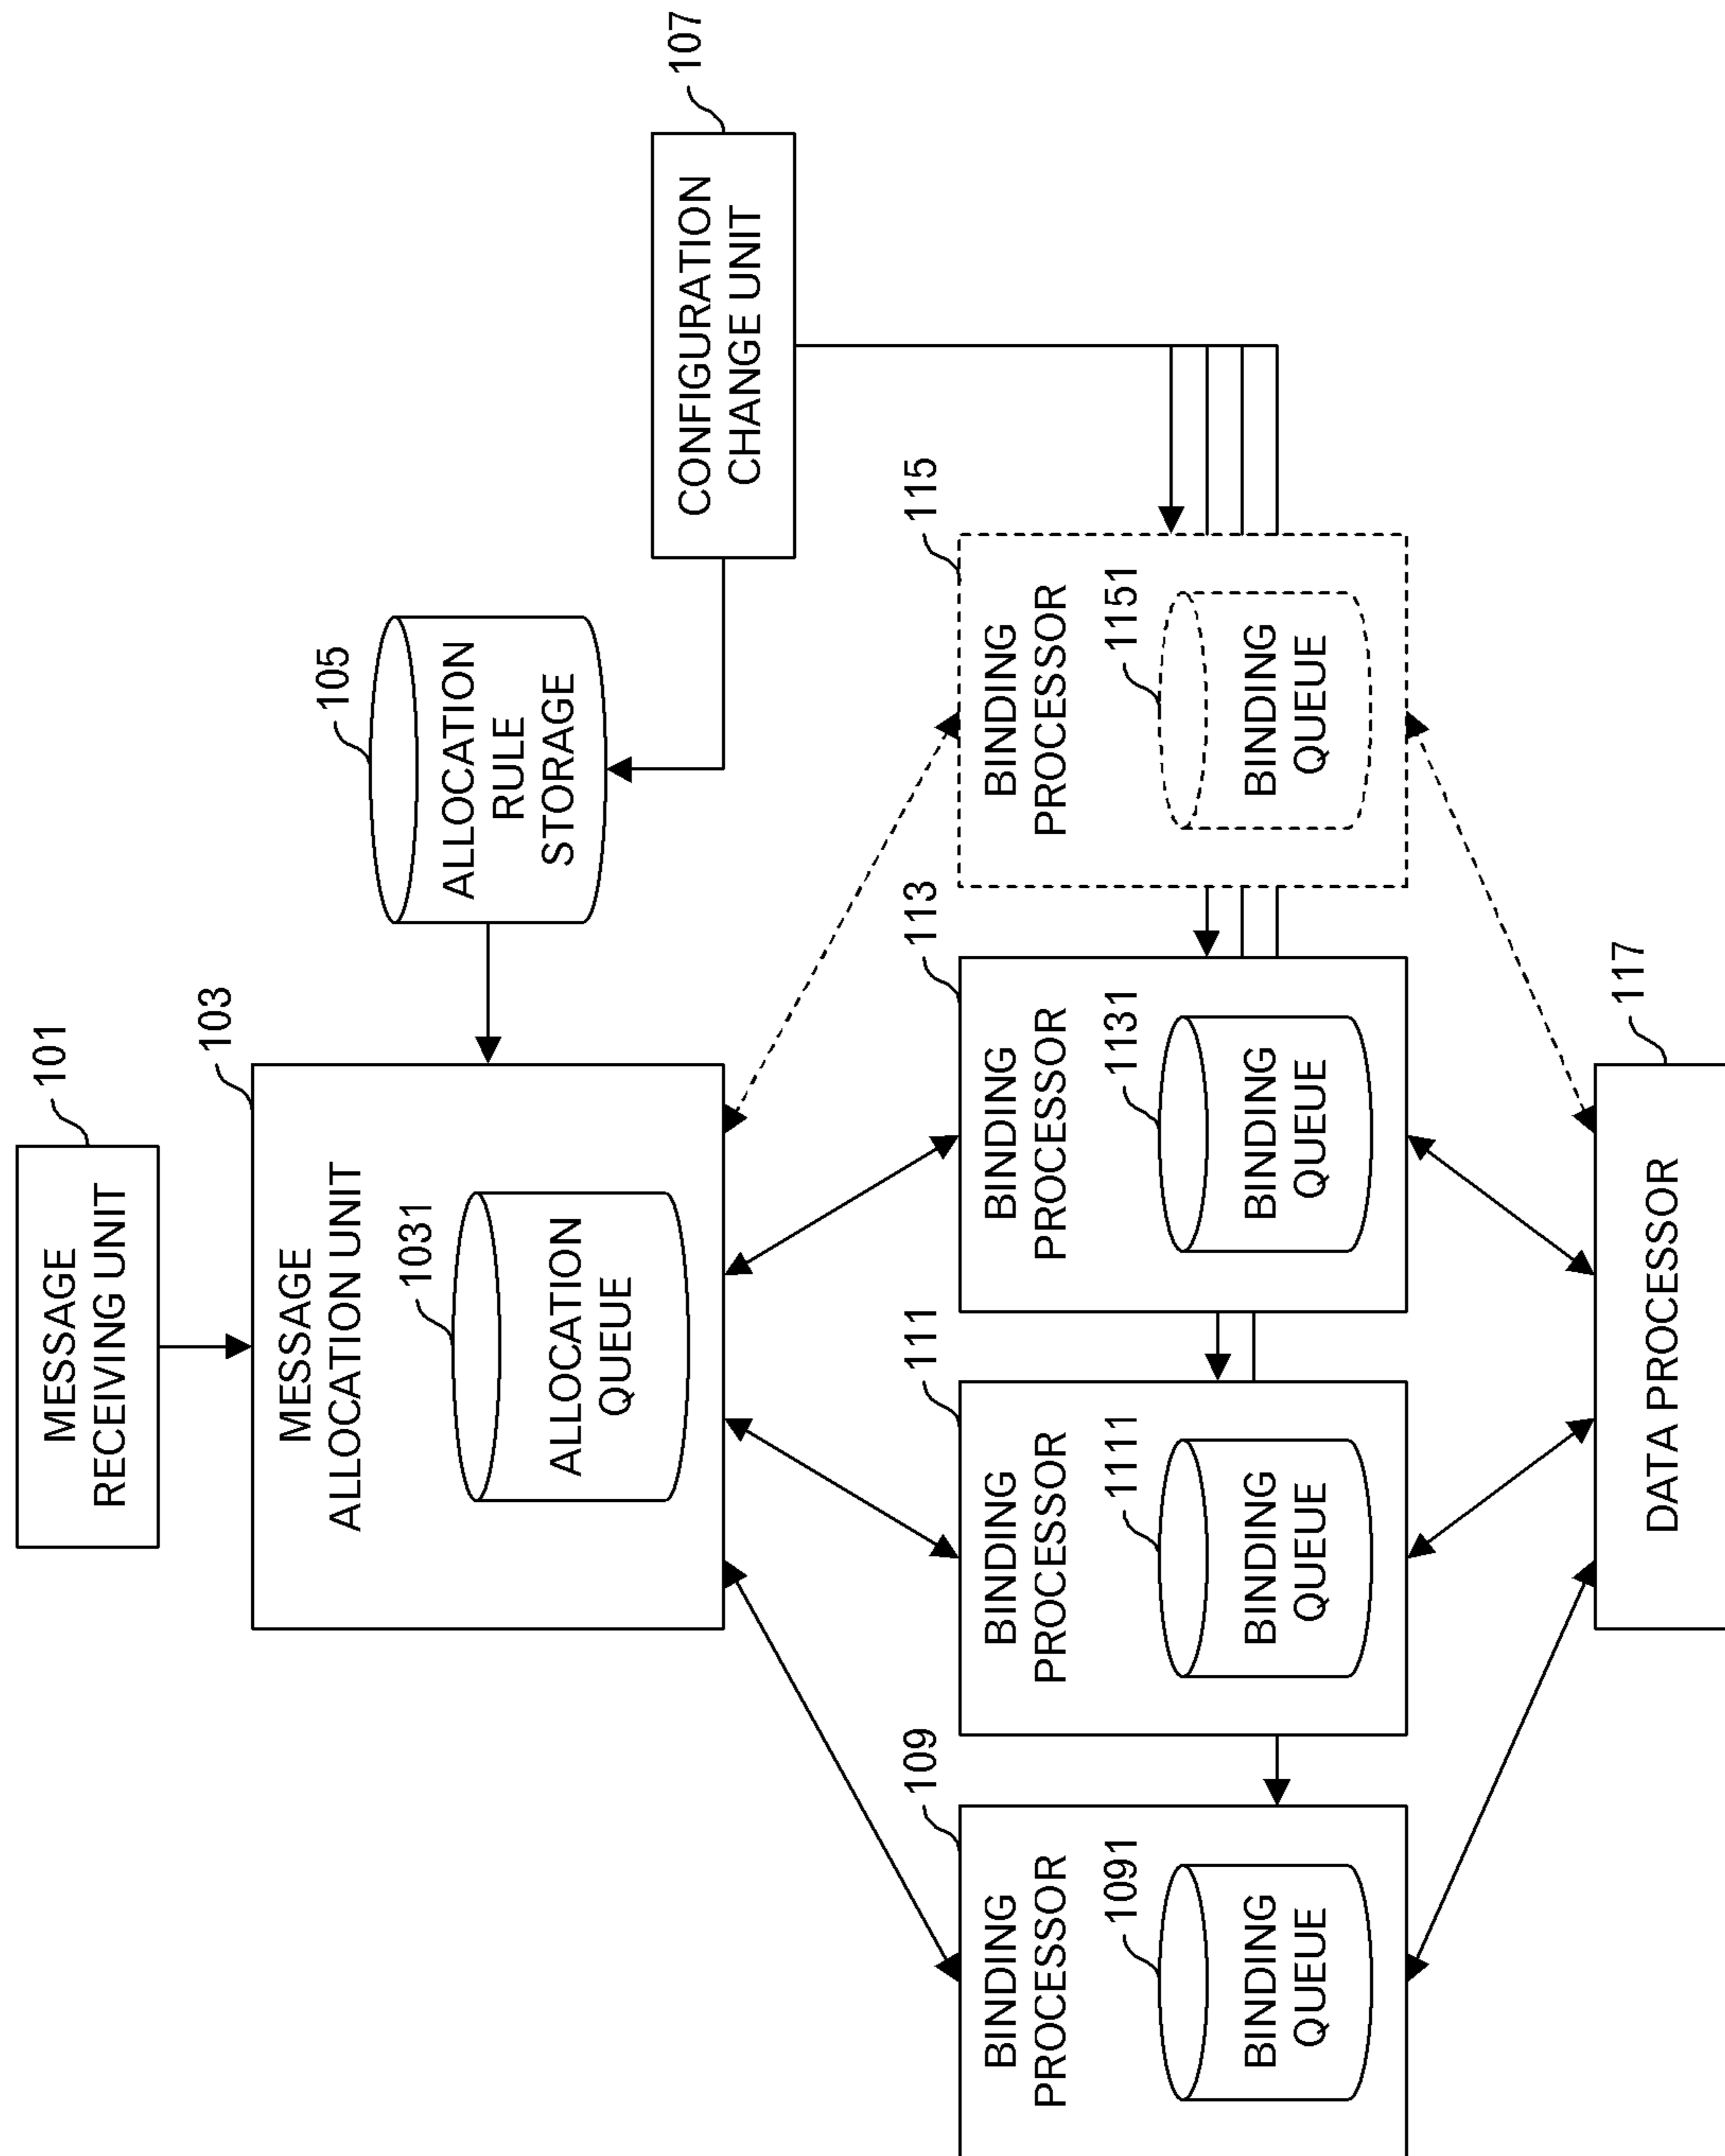 101
MESSAGE
RECEIVING UNIT
103
MESSAGE
ALLOCATION UNIT
1031
ALLOCATION
QUEUE
105
ALLOCATION
RULE
STORAGE
107
CONFIGURATION
CHANGE UNIT
109
BINDING
PROCESSOR
1091
BINDING
QUEUE
111
BINDING
PROCESSOR
1111
BINDING
QUEUE
113
BINDING
PROCESSOR
1131
BINDING
QUEUE
115
BINDING
PROCESSOR
1151
BINDING
QUEUE
117
DATA PROCESSOR